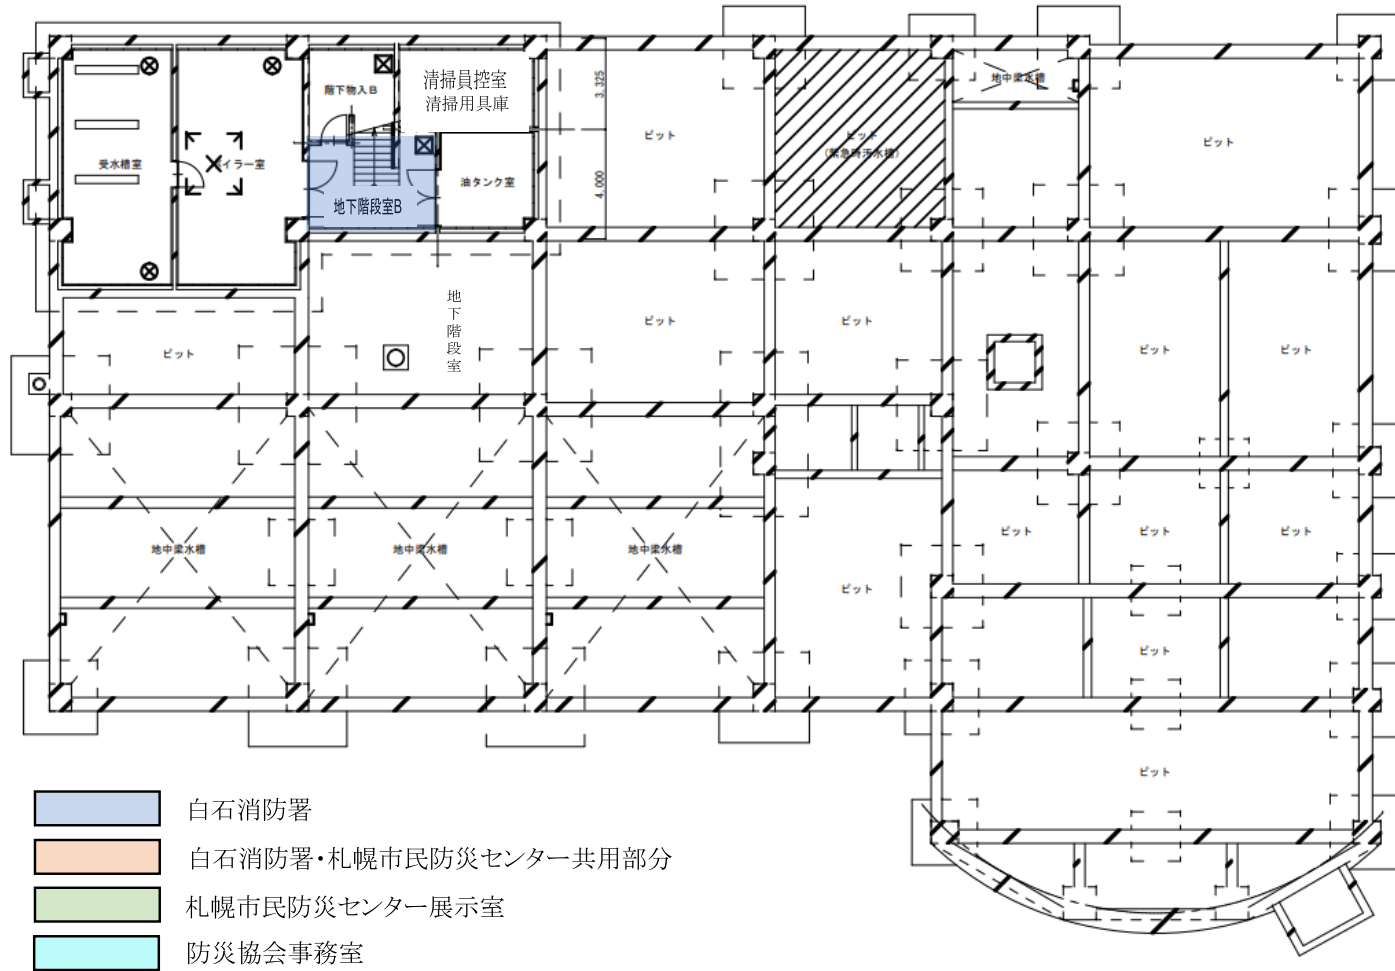 清掃員控室
清掃用具庫
階下物入B
3,325
地中梁水槽
受水槽室
ボイラー室
油タンク室
4,000
地下階段室B
ピット
ピット
(緊急時汚水槽)
ピット
地下階段室
ピット
ピット
ピット
ピット
ピット
地中梁水槽
地中梁水槽
地中梁水槽
ピット
ピット
ピット
ピット
ピット
ピット
白石消防署
白石消防署・札幌市民防災センター共用部分
札幌市民防災センター展示室
防災協会事務室